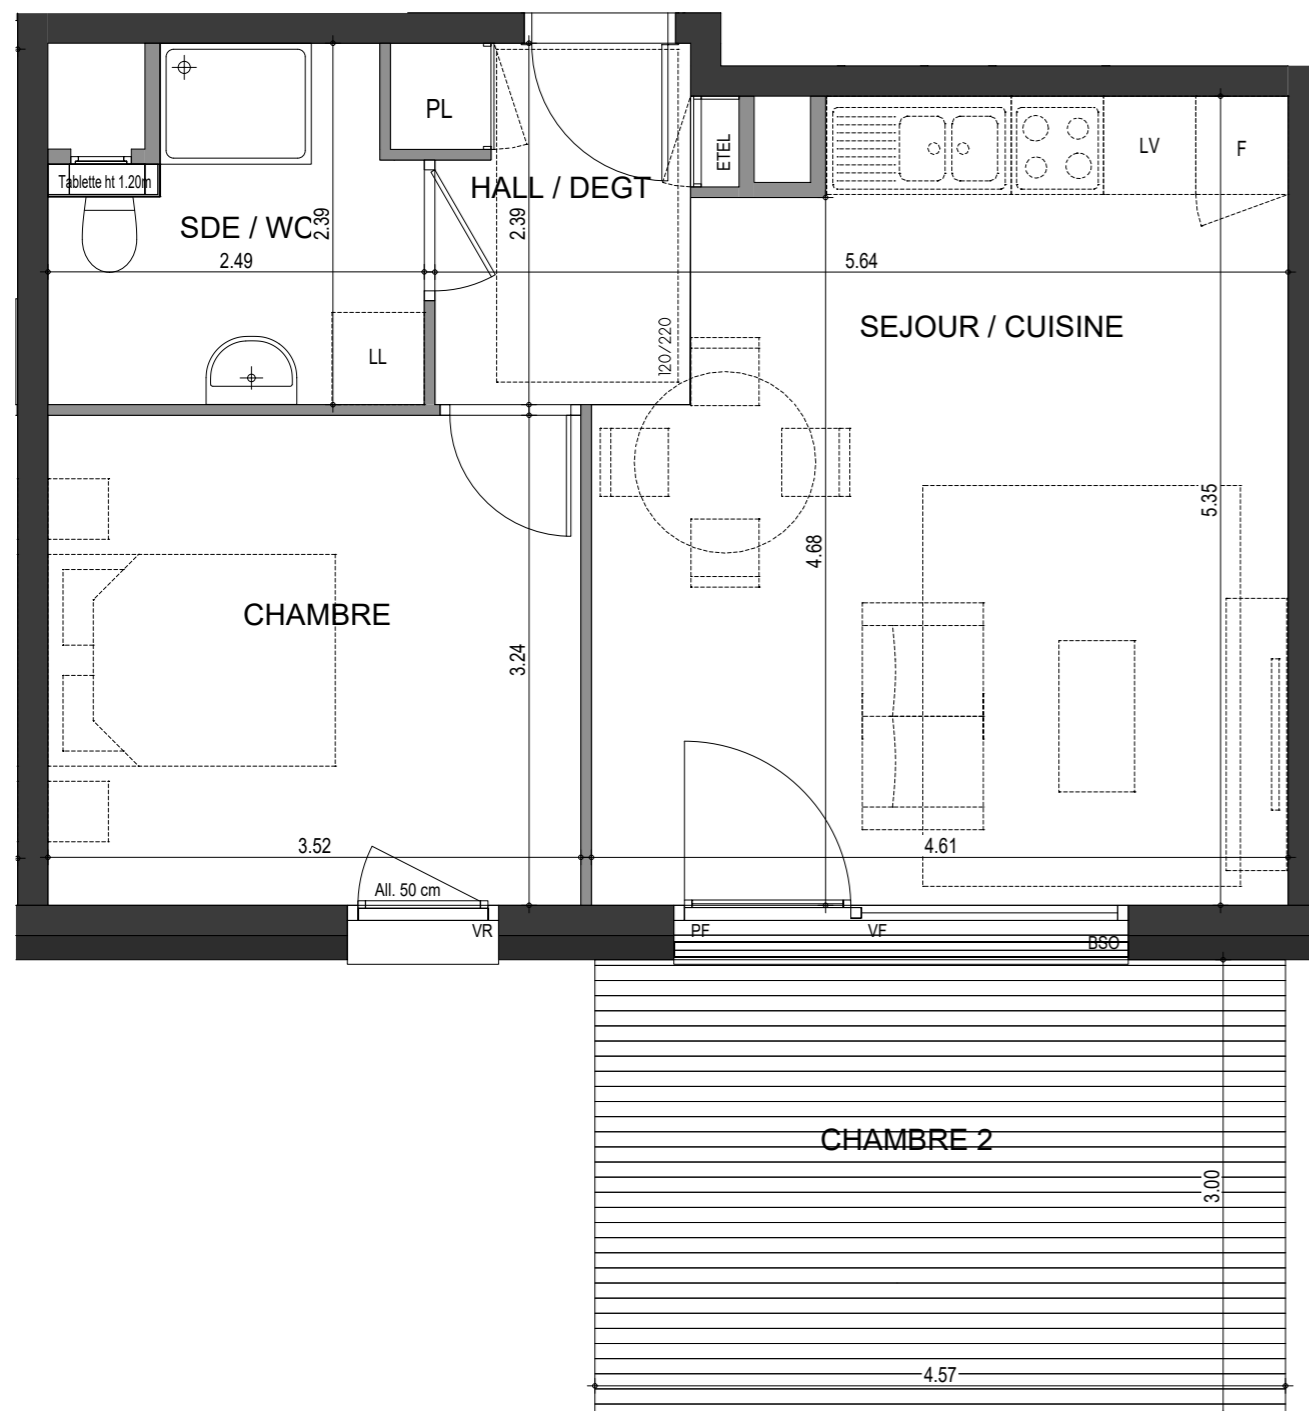 PL
ETEL
LV
F
Tablette ht 1.20m
HALL / DEGT
SDE / WC
2.39
2.39
2.49
5.64
SEJOUR / CUISINE
120/220
LL
5.35
4.68
CHAMBRE
3.24
3.52
4.61
All. 50 cm
VR
PF
VF
BSO
CHAMBRE 2
3.00
4.57